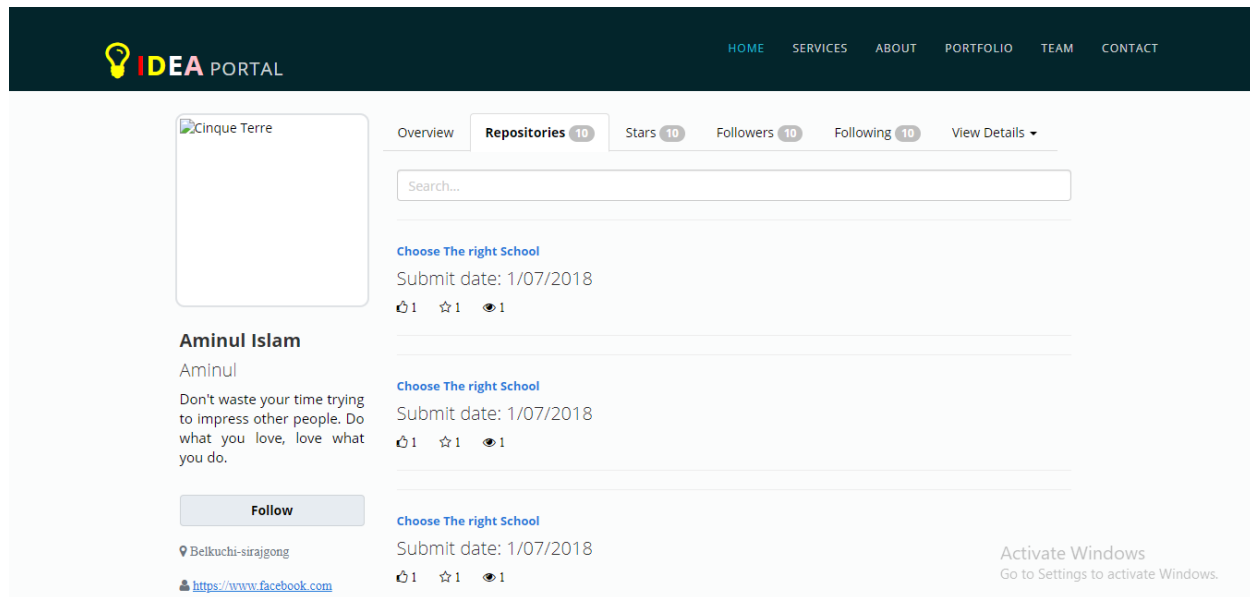 IDEA PORTAL
HOME SERVICES ABOUT PORTFOLIO TEAM CONTACT
Cinque Terre
Overview Repositories 10 Stars 10 Followers 10 Following 10 View Details
Search...
Choose The right School
Submit date: 1/07/2018
1 1 1
Choose The right School
Submit date: 1/07/2018
1 1 1
Choose The right School
Submit date: 1/07/2018
1 1 1
Aminul Islam
Aminul
Don't waste your time trying
to impress other people. Do
what you love, love what
you do.
Follow
Belkuchi-sirajgong
https://www.facebook.com
Activate Windows
Go to Settings to activate Windows.